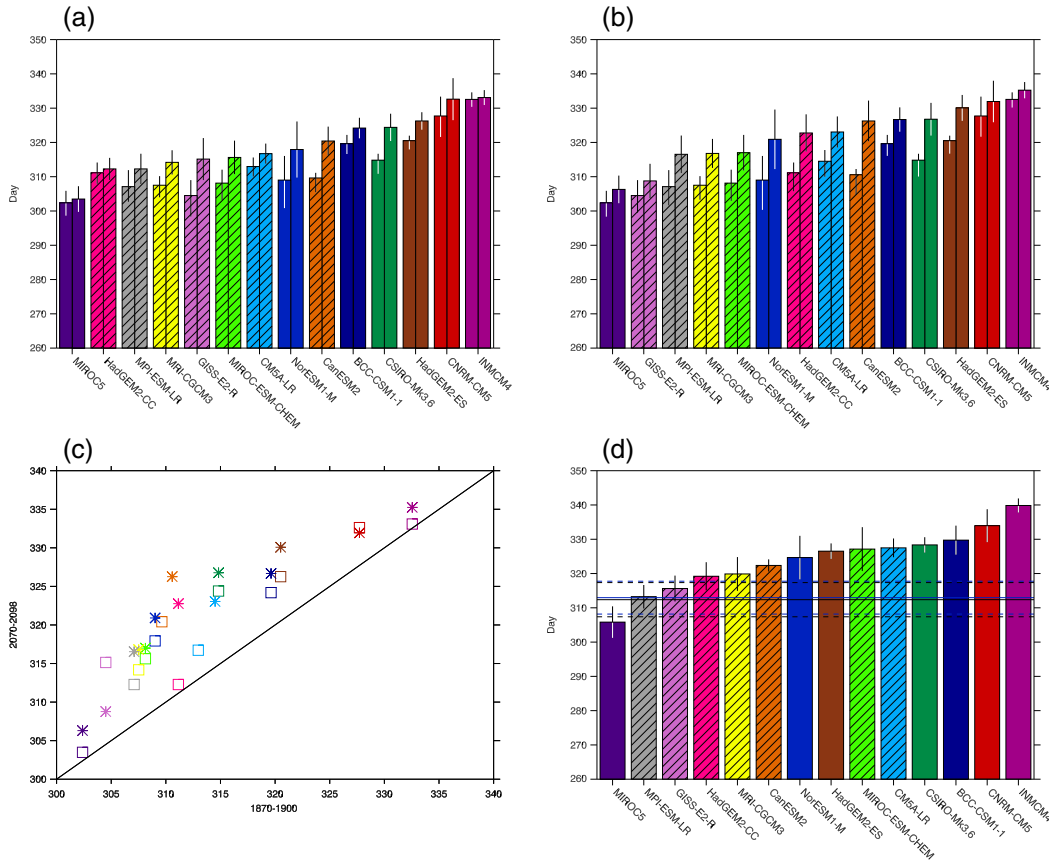 (a)
350
340
330
320
310
300
290
280
270
260
Day
MIROC5
HadGEM2-CC
MPI-ESM-LR
MRI-CGCM3
GISS-E2-R
MIROC-ESM-CHEM
CM5A-LR
NorESM1-M
CanESM2
BCC-CSM1-1
CSIRO-Mk3.6
HadGEM2-ES
CNRM-CM5
INMCM4
(b)
350
340
330
320
310
300
290
280
270
260
Day
MIROC5
GISS-E2-R
MPI-ESM-LR
MRI-CGCM3
MIROC-ESM-CHEM
NorESM1-M
HadGEM2-CC
CM5A-LR
CanESM2
BCC-CSM1-1
CSIRO-Mk3.6
HadGEM2-ES
CNRM-CM5
INMCM4
(c)
340
335
330
325
320
315
310
305
300
2070-2098
300 305 310 315 320 325 330 335 340
1870-1900
(d)
350
340
330
320
310
300
290
280
270
260
Day
MIROC5
MPI-ESM-LR
GISS-E2-R
HadGEM2-CC
MRI-CGCM3
CanESM2
NorESM1-M
HadGEM2-ES
MIROC-ESM-CHEM
CM5A-LR
CSIRO-Mk3.6
BCC-CSM1-1
CNRM-CM5
INMCM4